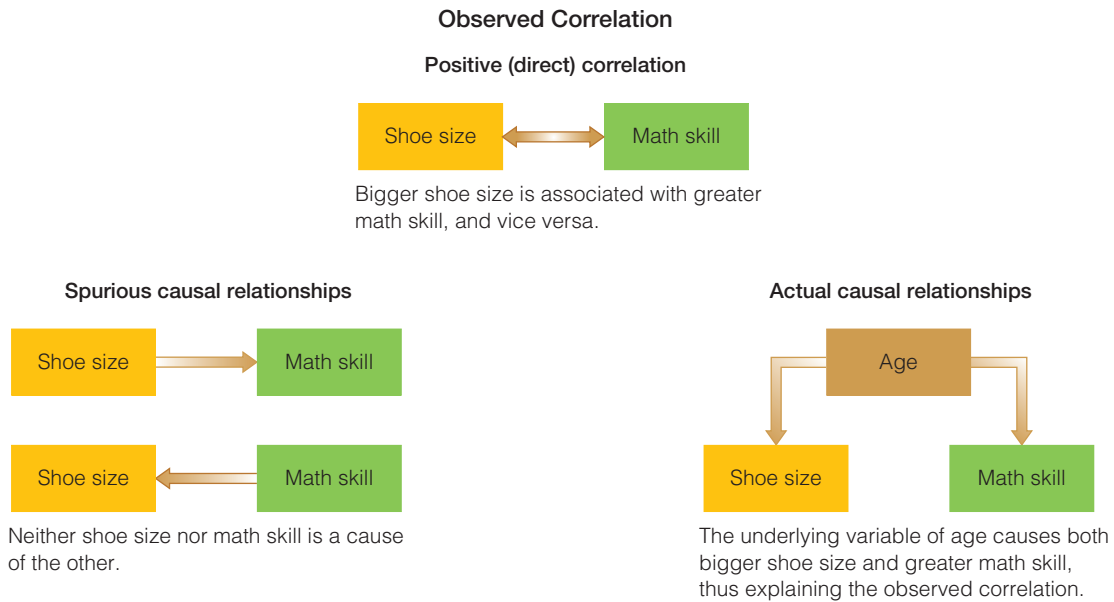 Observed Correlation
Positive (direct) correlation
Shoe size
Math skill
Bigger shoe size is associated with greater
math skill, and vice versa.
Spurious causal relationships
Shoe size
Math skill
Shoe size
Math skill
Neither shoe size nor math skill is a cause
of the other.
Actual causal relationships
Age
Shoe size
Math skill
The underlying variable of age causes both
bigger shoe size and greater math skill,
thus explaining the observed correlation.